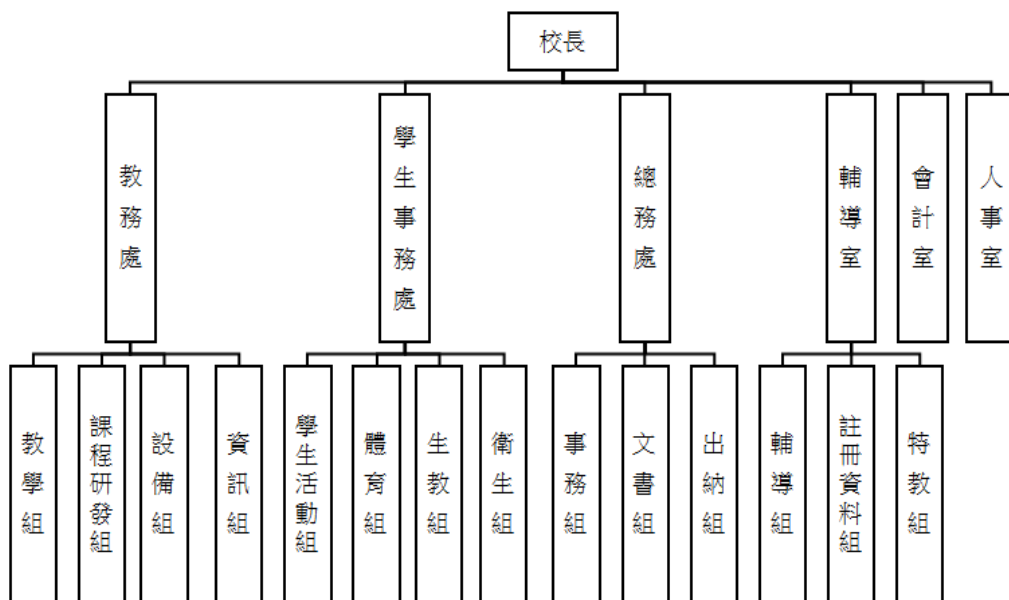 校長
教務處
學生事務處
總務處
輔導室
會計室
人事室
教學組
課程研發組
設備組
資訊組
學生活動組
體育組
生教組
衛生組
事務組
文書組
出納組
輔導組
註冊資料組
特教組